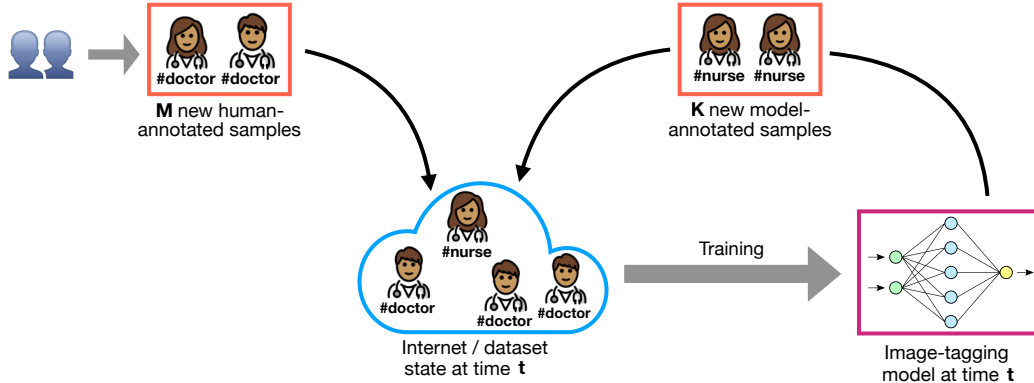 #doctor #doctor
M new human-
annotated samples
#nurse #nurse
K new model-
annotated samples
#nurse
#doctor
#doctor
#doctor
Training
Internet / dataset
state at time t
Image-tagging
model at time t